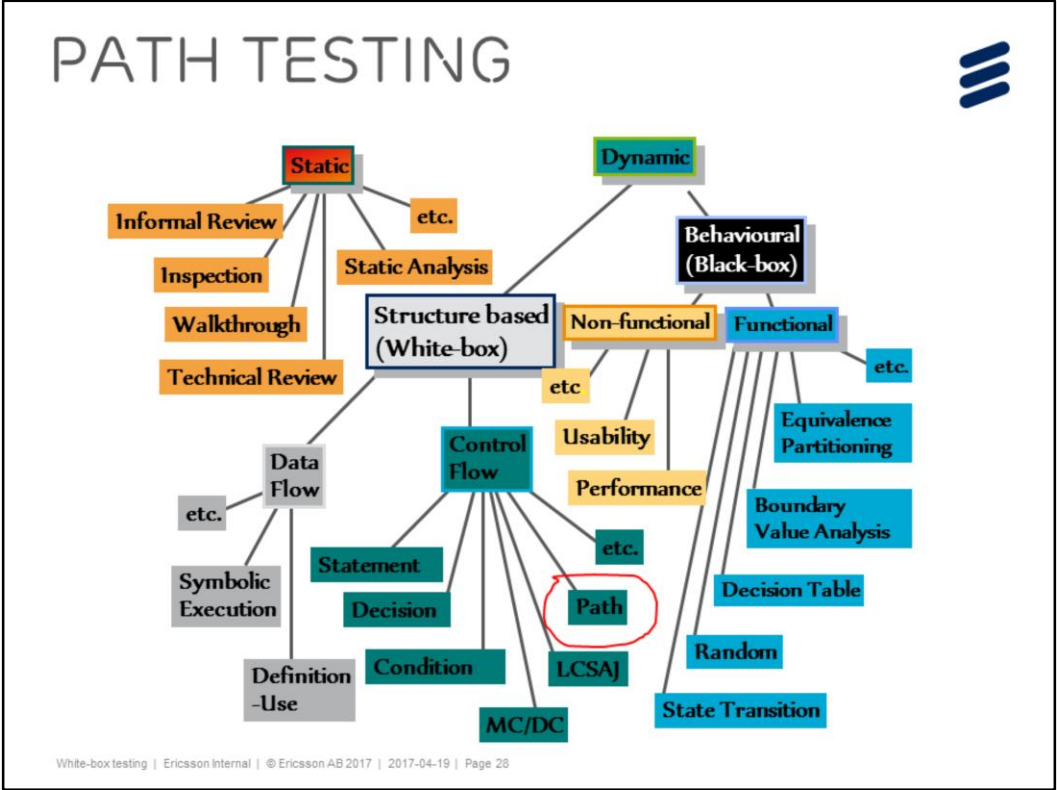 PATH TESTING
Static
Dynamic
Informal Review
etc.
Behavioural
(Black-box)
Inspection
Static Analysis
Walkthrough
Structure based
(White-box)
Non-functional
Functional
Technical Review
etc
etc.
Equivalence
Partitioning
Usability
Control
Flow
Data
Flow
Performance
etc.
Boundary
Value Analysis
etc.
Statement
Symbolic
Execution
Decision
Path
Decision Table
Random
Condition
LCSAJ
Definition
-Use
MC/DC
State Transition
White-box testing | Ericsson Internal | © Ericsson AB 2017 | 2017-04-19 | Page 28